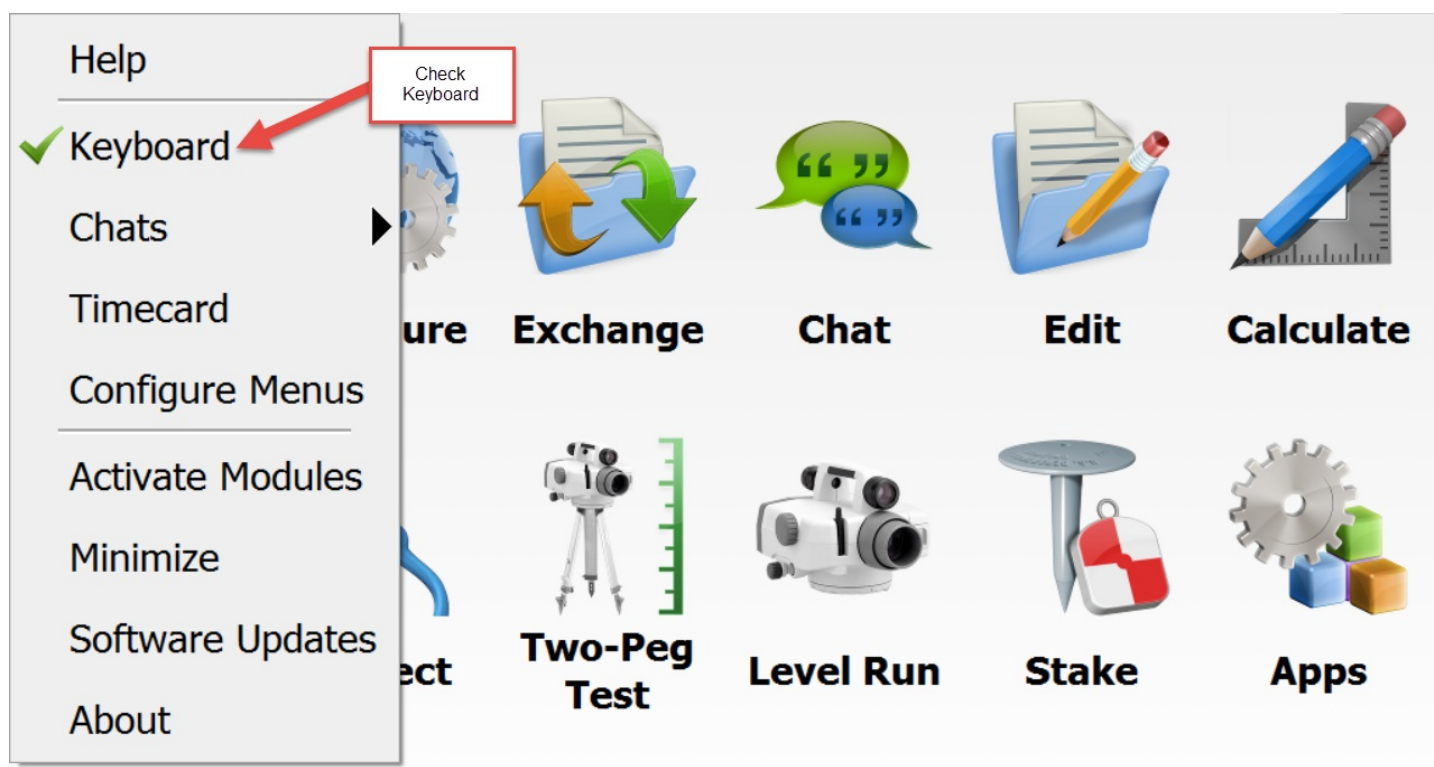 Help
Check
Keyboard
Keyboard
Chats
Timecard
Configure Menus
Activate Modules
Minimize
Software Updates
About
“ ”
“ ”
ure
Exchange
Chat
Edit
Calculate
ect
Two-Peg
Test
Level Run
Stake
Apps